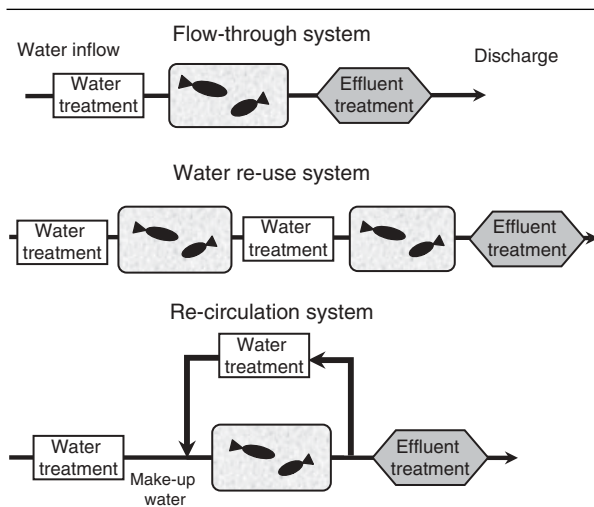 Flow-through system
Water inflow
Discharge
Water
treatment
Effluent
treatment
Water re-use system
Water
treatment
Water
treatment
Effluent
treatment
Re-circulation system
Water
treatment
Water
treatment
Make-up
water
Effluent
treatment